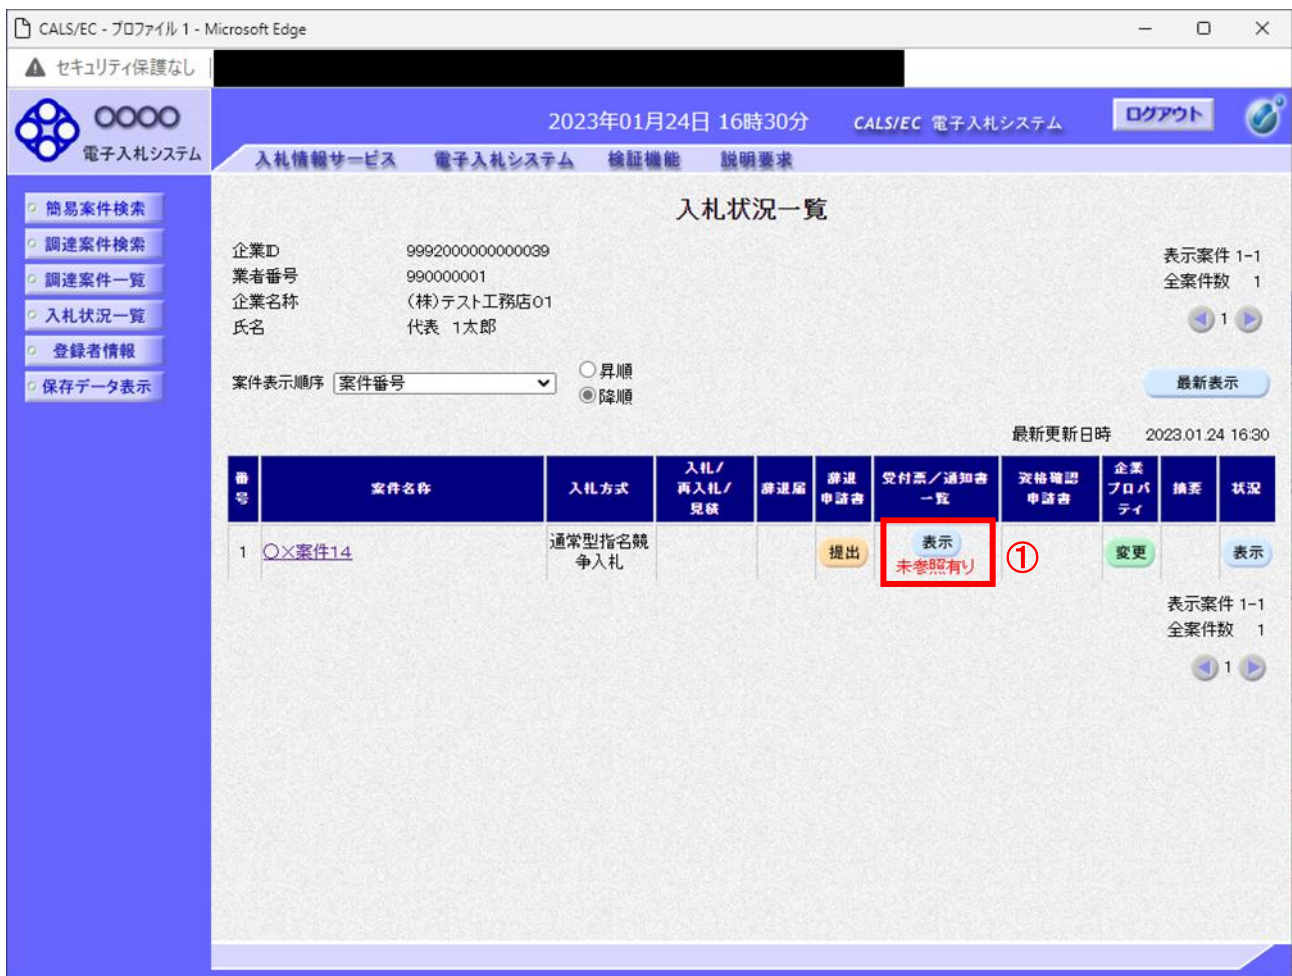 CALS/EC - プロファイル 1 - Microsoft Edge
セキュリティ保護なし
〇〇〇〇
電子入札システム
2023年01月24日 16時30分 CALS/EC 電子入札システム
ログアウト
入札情報サービス 電子入札システム 検証機能 説明要求
簡易案件検索
調達案件検索
調達案件一覧
入札状況一覧
登録者情報
保存データ表示
入札状況一覧
企業ID 9992000000000039
業者番号 990000001
企業名称 (株)テスト工務店01
氏名 代表 1太郎
表示案件 1-1
全案件数 1
1
案件表示順序 案件番号
昇順
降順
最新表示
最新更新日時 2023.01.24 16:30
番号 案件名称 入札方式 入札/再入札/見積 辞退届 辞退申請書 受付票/通知書一覧 資格確認申請書 企業プロパティ 摘要 状況
1 〇×案件14 通常型指名競争入札 提出 表示 未参照有り ① 変更 表示
表示案件 1-1
全案件数 1
1